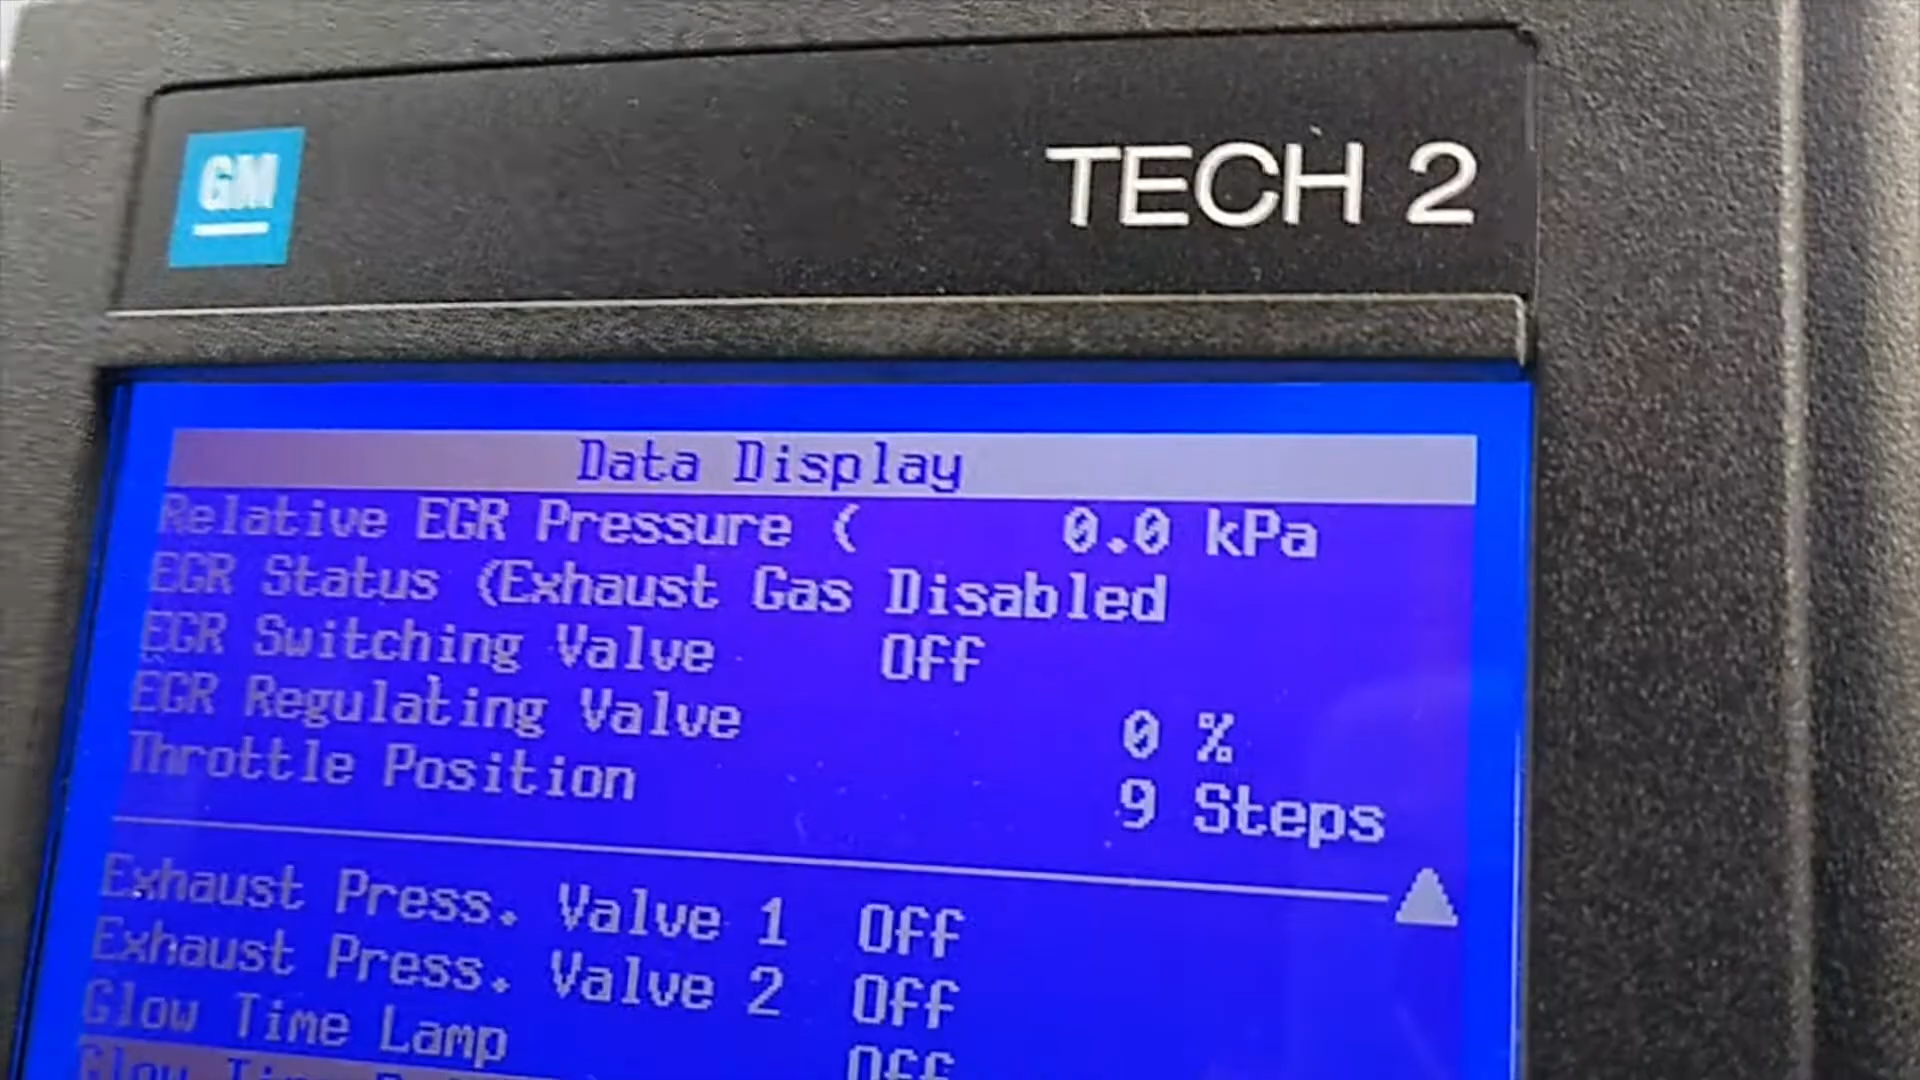 GM
TECH 2
Data Display
Relative EGR Pressure ( 0.0 kPa
EGR Status (Exhaust Gas Disabled
EGR Switching Valve Off
EGR Regulating Valve 0 %
Throttle Position 9 Steps
Exhaust Press. Valve 1 Off
Exhaust Press. Valve 2 Off
Glow Time Lamp Off
Glow